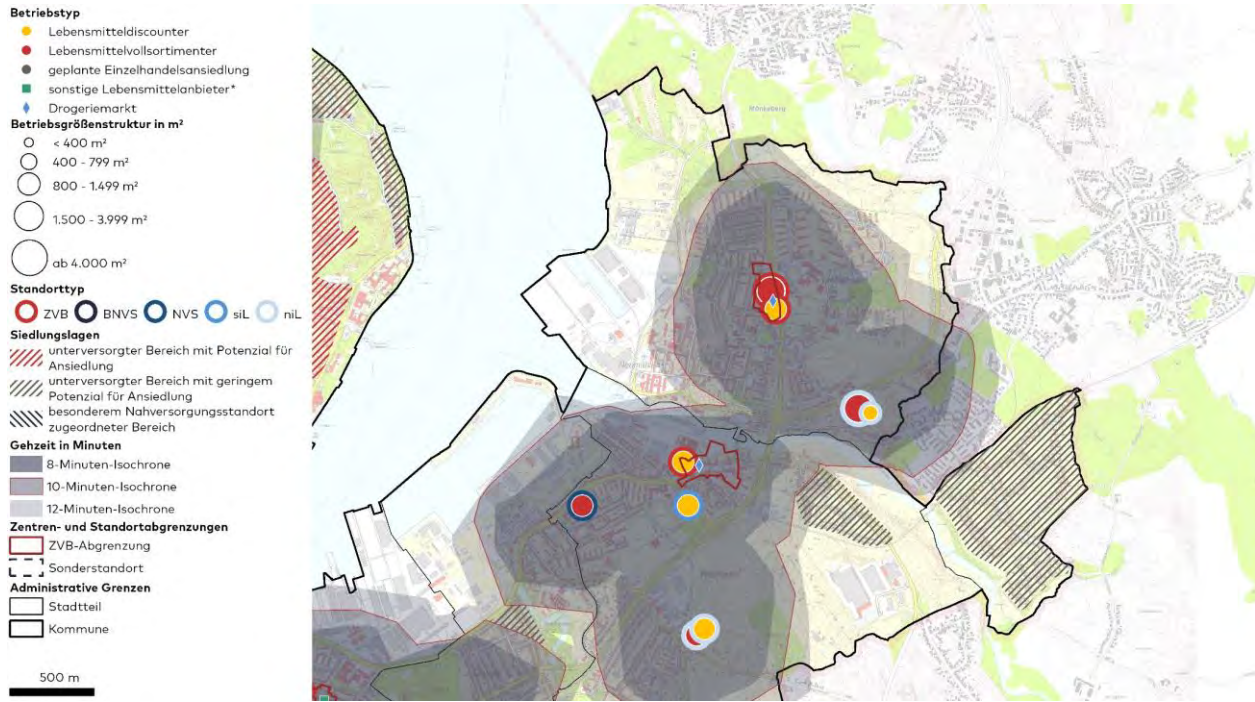 Betriebstyp
Lebensmitteldiscounter
Lebensmittelvollsortimenter
geplante Einzelhandelsansiedlung
sonstige Lebensmittelanbieter*
Drogeriemarkt
Betriebsgrößenstruktur in m²
< 400 m²
400 - 799 m²
800 - 1.499 m²
1.500 - 3.999 m²
ab 4.000 m²
Standorttyp
ZVB BNVS NVS siL niL
Siedlungslagen
unterversorgter Bereich mit Potenzial für
Ansiedlung
unterversorgter Bereich mit geringem
Potenzial für Ansiedlung
besonderem Nahversorgungsstandort
zugeordneter Bereich
Gehzeit in Minuten
8-Minuten-Isochrone
10-Minuten-Isochrone
12-Minuten-Isochrone
Zentren- und Standortabgrenzungen
ZVB-Abgrenzung
Sonderstandort
Administrative Grenzen
Stadtteil
Kommune
500 m